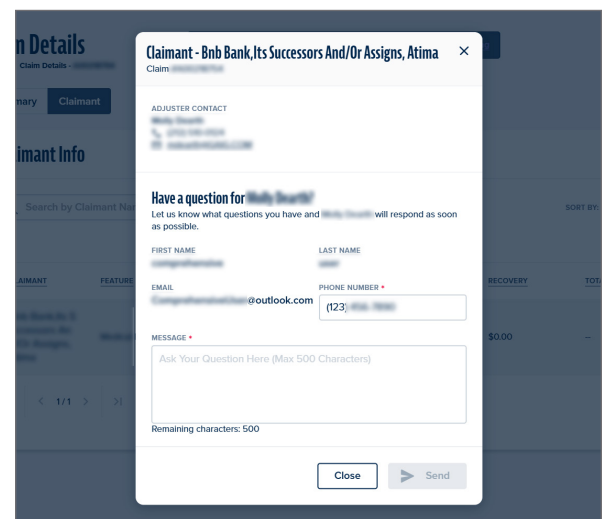 n Details
Claim Details -
mary
Claimant
imant Info
Search by Claimant Nar
SORT BY:
AIMANT
FEATURE
RECOVERY
TOTA
$0.00
--
< 1/1 > >|
Claimant - Bnb Bank,Its Successors And/Or Assigns, Atima
×
Claim
ADJUSTER CONTACT
Have a question for
Let us know what questions you have and will respond as soon
as possible.
FIRST NAME
LAST NAME
EMAIL
PHONE NUMBER •
@outlook.com
(123)
MESSAGE •
Ask Your Question Here (Max 500 Characters)
Remaining characters: 500
Close
Send